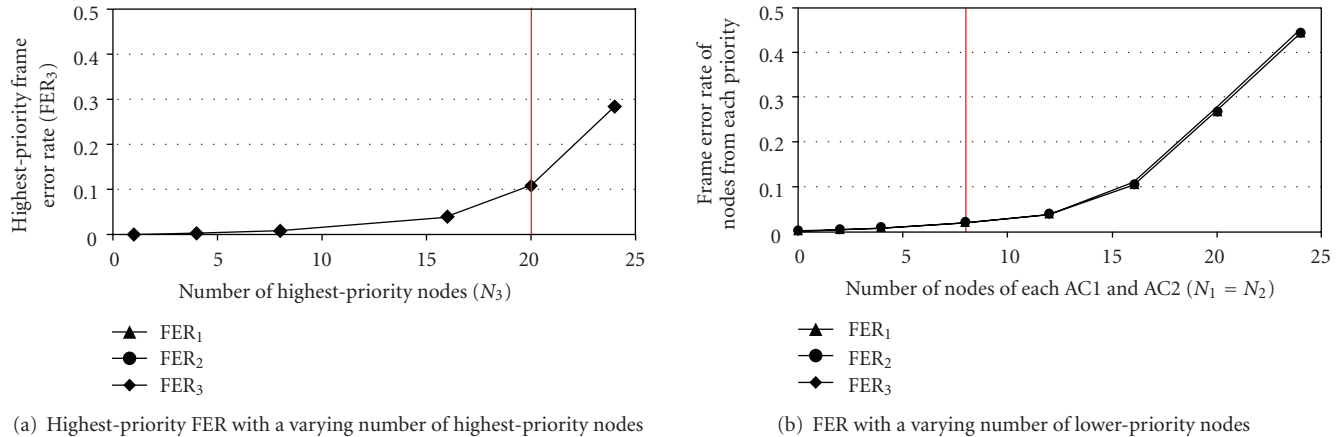 0.5
0.4
0.3
0.2
0.1
0
0 5 10 15 20 25
Highest-priority frame
error rate (FER₃)
Number of highest-priority nodes (N₃)
FER₁
FER₂
FER₃
(a) Highest-priority FER with a varying number of highest-priority nodes
0.5
0.4
0.3
0.2
0.1
0
0 5 10 15 20 25
Frame error rate of
nodes from each priority
Number of nodes of each AC1 and AC2 (N₁ = N₂)
FER₁
FER₂
FER₃
(b) FER with a varying number of lower-priority nodes